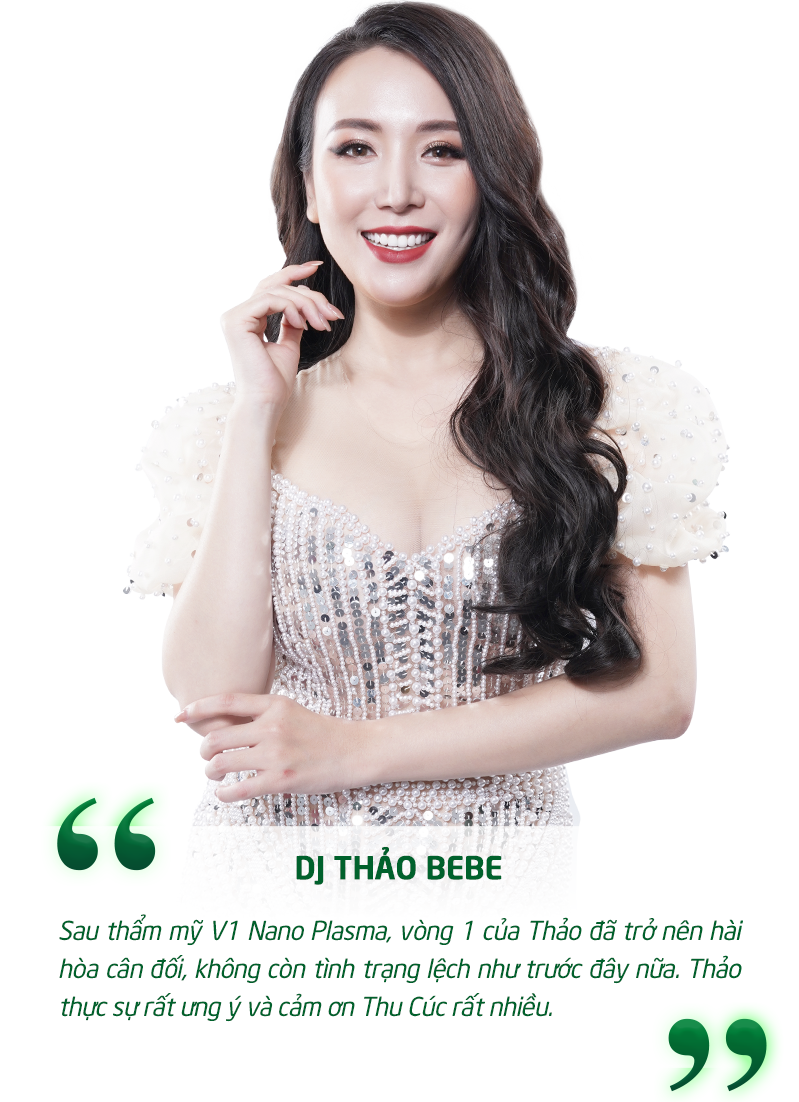 DJ THẢO BEBE
Sau thẩm mỹ V1 Nano Plasma, vòng 1 của Thảo đã trở nên hài
hòa cân đối, không còn tình trạng lệch như trước đây nữa. Thảo
thực sự rất ưng ý và cảm ơn Thu Cúc rất nhiều.